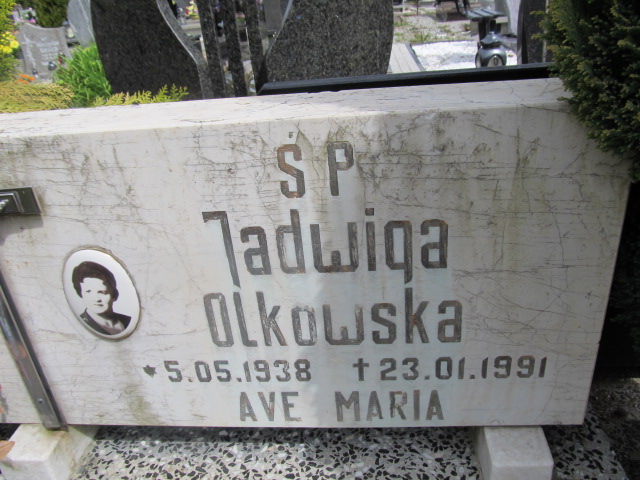 ŚP
Jadwiga
Olkowska
*5.05.1938 †23.01.1991
AVE MARIA